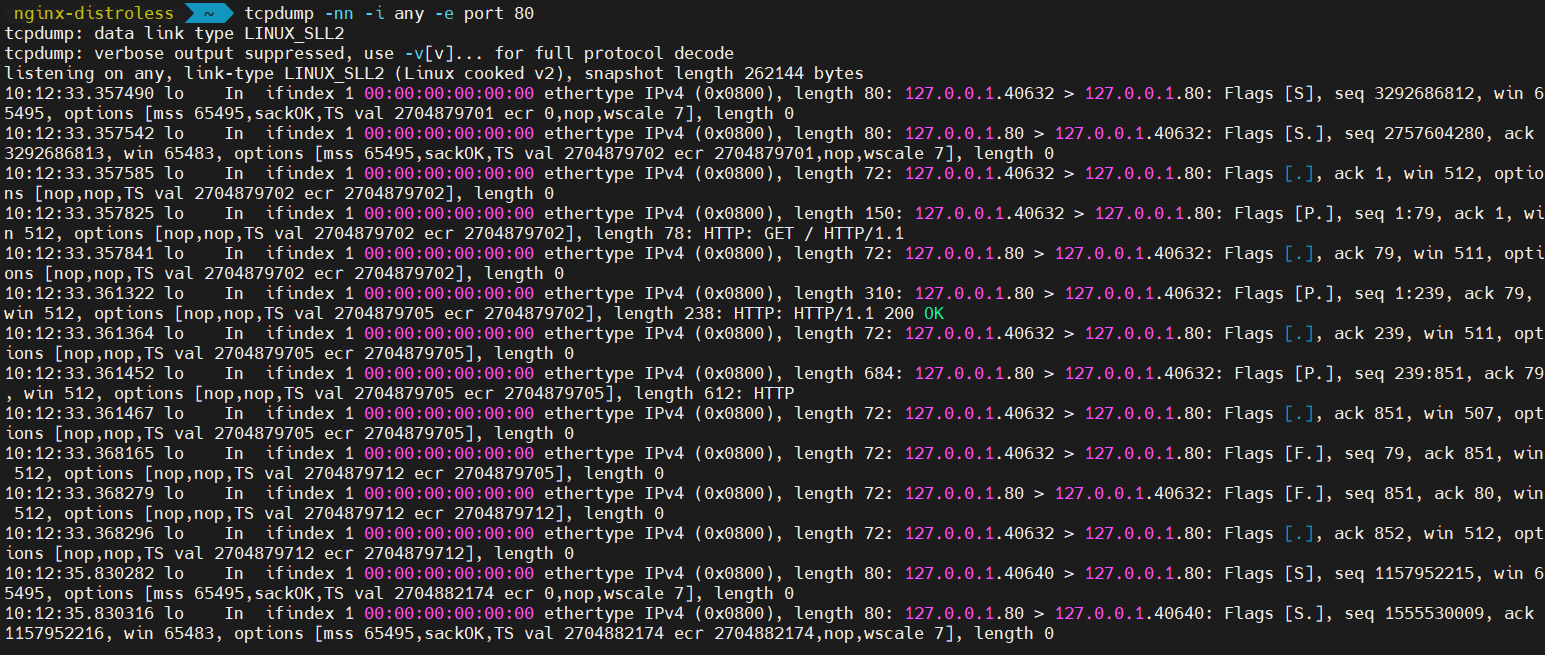 nginx-distroless ~ tcpdump -nn -i any -e port 80
tcpdump: data link type LINUX_SLL2
tcpdump: verbose output suppressed, use -v[v]... for full protocol decode
listening on any, link-type LINUX_SLL2 (Linux cooked v2), snapshot length 262144 bytes
10:12:33.357490 lo    In  ifindex 1 00:00:00:00:00:00 ethertype IPv4 (0x0800), length 80: 127.0.0.1.40632 > 127.0.0.1.80: Flags [S], seq 3292686812, win 6
5495, options [mss 65495,sackOK,TS val 2704879701 ecr 0,nop,wscale 7], length 0
10:12:33.357542 lo    In  ifindex 1 00:00:00:00:00:00 ethertype IPv4 (0x0800), length 80: 127.0.0.1.80 > 127.0.0.1.40632: Flags [S.], seq 2757604280, ack
3292686813, win 65483, options [mss 65495,sackOK,TS val 2704879702 ecr 2704879701,nop,wscale 7], length 0
10:12:33.357585 lo    In  ifindex 1 00:00:00:00:00:00 ethertype IPv4 (0x0800), length 72: 127.0.0.1.40632 > 127.0.0.1.80: Flags [.], ack 1, win 512, optio
ns [nop,nop,TS val 2704879702 ecr 2704879702], length 0
10:12:33.357825 lo    In  ifindex 1 00:00:00:00:00:00 ethertype IPv4 (0x0800), length 150: 127.0.0.1.40632 > 127.0.0.1.80: Flags [P.], seq 1:79, ack 1, wi
n 512, options [nop,nop,TS val 2704879702 ecr 2704879702], length 78: HTTP: GET / HTTP/1.1
10:12:33.357841 lo    In  ifindex 1 00:00:00:00:00:00 ethertype IPv4 (0x0800), length 72: 127.0.0.1.80 > 127.0.0.1.40632: Flags [.], ack 79, win 511, opti
ons [nop,nop,TS val 2704879702 ecr 2704879702], length 0
10:12:33.361322 lo    In  ifindex 1 00:00:00:00:00:00 ethertype IPv4 (0x0800), length 310: 127.0.0.1.80 > 127.0.0.1.40632: Flags [P.], seq 1:239, ack 79,
win 512, options [nop,nop,TS val 2704879705 ecr 2704879702], length 238: HTTP: HTTP/1.1 200 OK
10:12:33.361364 lo    In  ifindex 1 00:00:00:00:00:00 ethertype IPv4 (0x0800), length 72: 127.0.0.1.40632 > 127.0.0.1.80: Flags [.], ack 239, win 511, opt
ions [nop,nop,TS val 2704879705 ecr 2704879705], length 0
10:12:33.361452 lo    In  ifindex 1 00:00:00:00:00:00 ethertype IPv4 (0x0800), length 684: 127.0.0.1.80 > 127.0.0.1.40632: Flags [P.], seq 239:851, ack 79
, win 512, options [nop,nop,TS val 2704879705 ecr 2704879705], length 612: HTTP
10:12:33.361467 lo    In  ifindex 1 00:00:00:00:00:00 ethertype IPv4 (0x0800), length 72: 127.0.0.1.40632 > 127.0.0.1.80: Flags [.], ack 851, win 507, opt
ions [nop,nop,TS val 2704879705 ecr 2704879705], length 0
10:12:33.368165 lo    In  ifindex 1 00:00:00:00:00:00 ethertype IPv4 (0x0800), length 72: 127.0.0.1.40632 > 127.0.0.1.80: Flags [F.], seq 79, ack 851, win
 512, options [nop,nop,TS val 2704879712 ecr 2704879705], length 0
10:12:33.368279 lo    In  ifindex 1 00:00:00:00:00:00 ethertype IPv4 (0x0800), length 72: 127.0.0.1.80 > 127.0.0.1.40632: Flags [F.], seq 851, ack 80, win
 512, options [nop,nop,TS val 2704879712 ecr 2704879712], length 0
10:12:33.368296 lo    In  ifindex 1 00:00:00:00:00:00 ethertype IPv4 (0x0800), length 72: 127.0.0.1.40632 > 127.0.0.1.80: Flags [.], ack 852, win 512, opt
ions [nop,nop,TS val 2704879712 ecr 2704879712], length 0
10:12:35.830282 lo    In  ifindex 1 00:00:00:00:00:00 ethertype IPv4 (0x0800), length 80: 127.0.0.1.40640 > 127.0.0.1.80: Flags [S], seq 1157952215, win 6
5495, options [mss 65495,sackOK,TS val 2704882174 ecr 0,nop,wscale 7], length 0
10:12:35.830316 lo    In  ifindex 1 00:00:00:00:00:00 ethertype IPv4 (0x0800), length 80: 127.0.0.1.80 > 127.0.0.1.40640: Flags [S.], seq 1555530009, ack
1157952216, win 65483, options [mss 65495,sackOK,TS val 2704882174 ecr 2704882174,nop,wscale 7], length 0